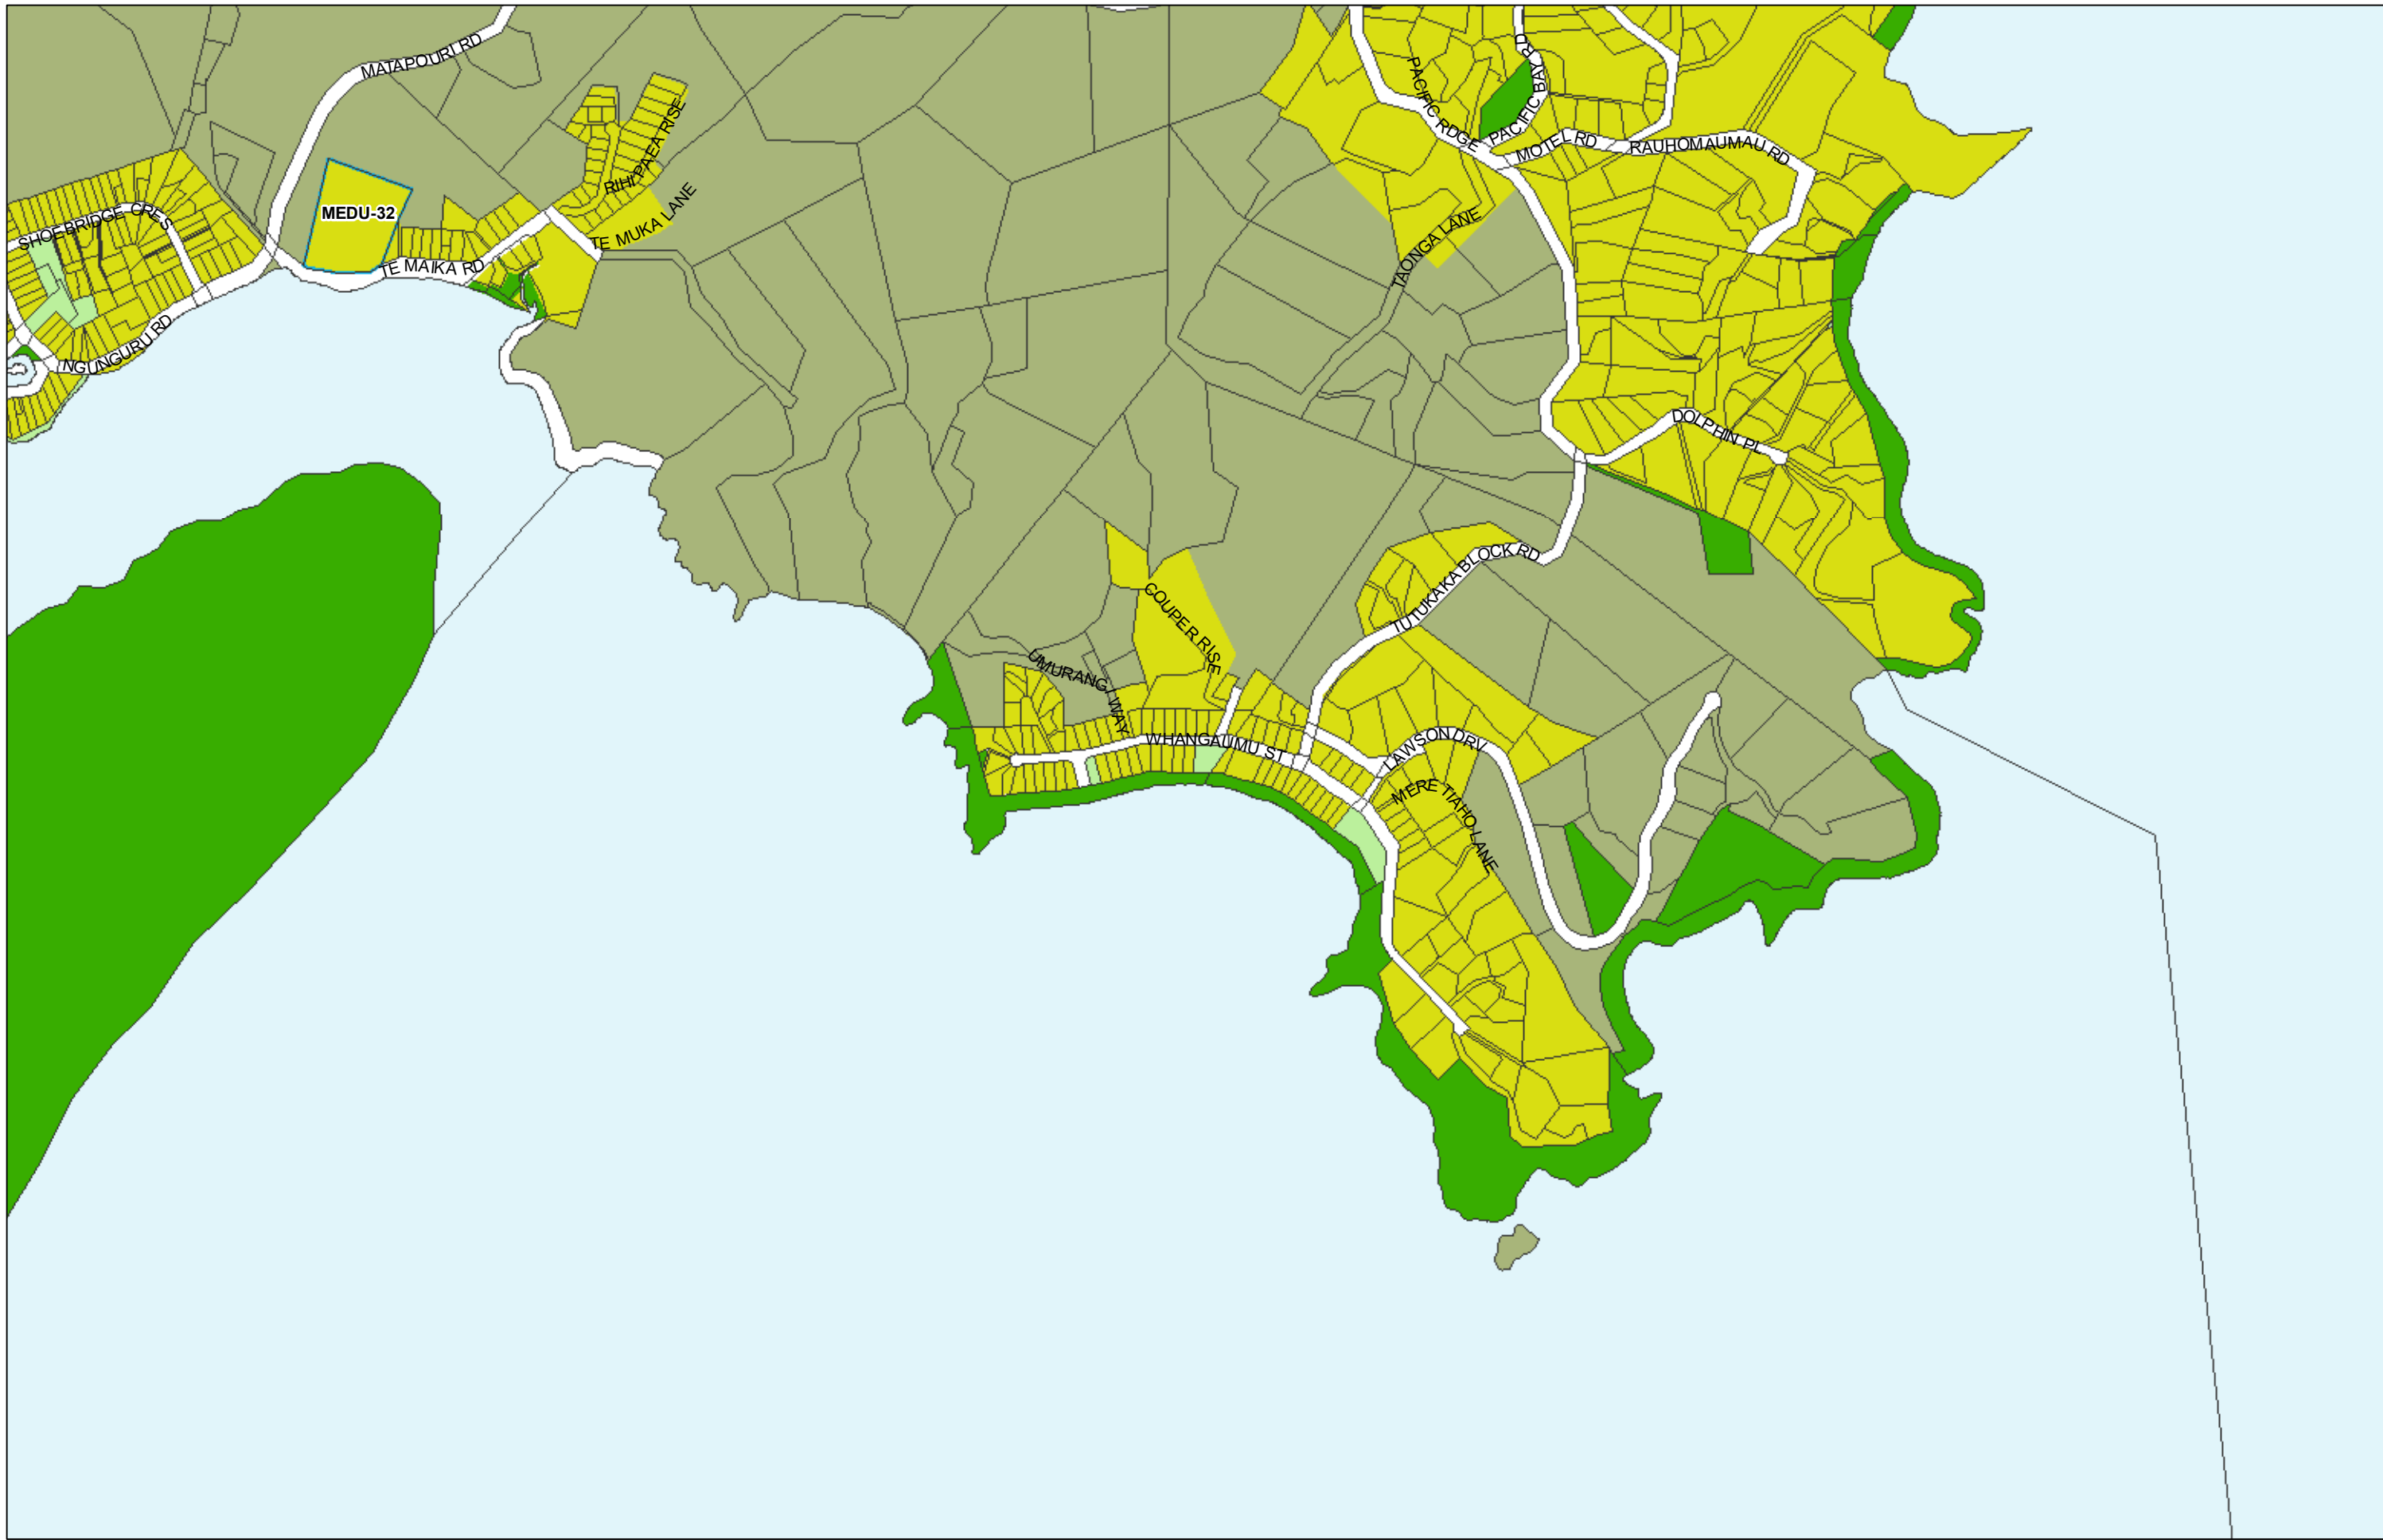 MATAPOURI RD
PACIFIC RDGE
PACIFIC BAY RD
MOTEL RD
RAUHOMAUMAU RD
RIHI PAEA RISE
TE MUKA LANE
MEDU-32
SHOEBRIDGE CRES
TE MAIKA RD
TAONGA LANE
NGUNGURU RD
DOLPHIN PL
TUTUKAKA BLOCK RD
COUPER RISE
UMURANGI WAY
WHANGAUMU ST
LAWSON DRV
MERE TIAHO LANE